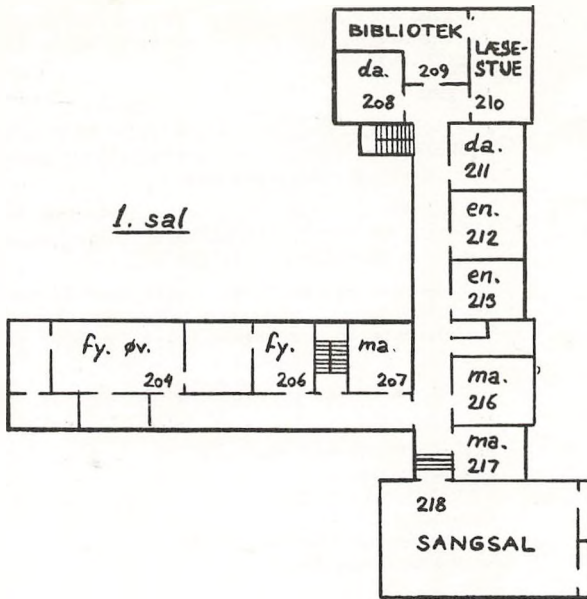 BIBLIOTEK
LÆSE-
STUE
da.
208
209
210
da.
211
1. sal
en.
212
en.
213
fy. øv.
204
fy.
206
ma.
207
ma.
216
ma.
217
218
SANGSAL